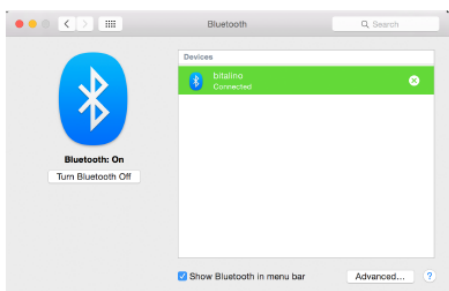 Bluetooth
Search
Devices
bitalino
Connected
Bluetooth: On
Turn Bluetooth Off
Show Bluetooth in menu bar
Advanced...
?